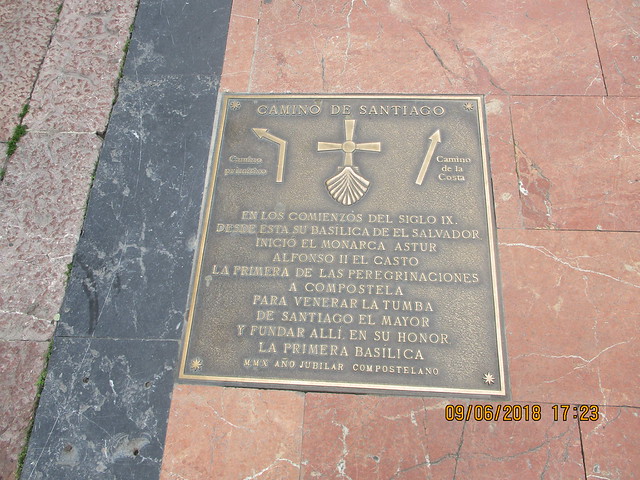 CAMINO DE SANTIAGO
Camino
primitivo
Camino
de la
Costa
EN LOS COMIENZOS DEL SIGLO IX.
DESDE ESTA SU BASILICA DE EL SALVADOR
INICIO EL MONARCA ASTUR
ALFONSO II EL CASTO
LA PRIMERA DE LAS PEREGRINACIONES
A COMPOSTELA
PARA VENERAR LA TUMBA
DE SANTIAGO EL MAYOR
Y FUNDAR ALLI, EN SU HONOR
LA PRIMERA BASILICA
MMX AÑO JUBILAR COMPOSTELANO
09/06/2018 17:23